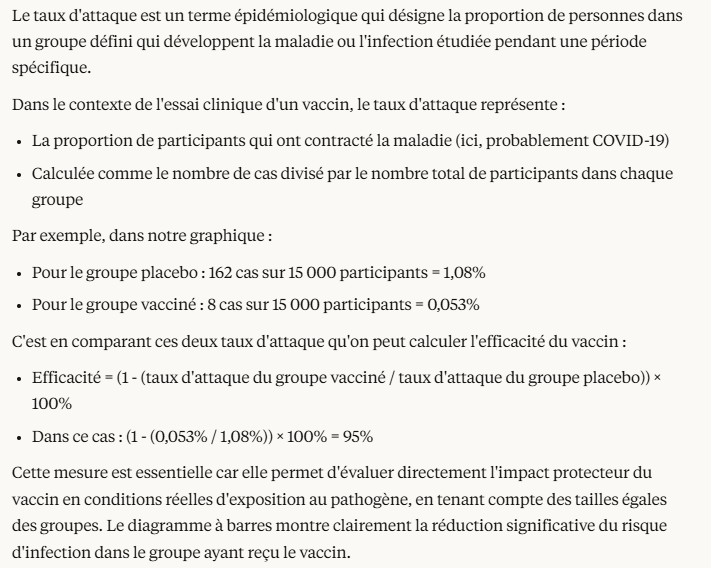 Le taux d'attaque est un terme épidémiologique qui désigne la proportion de personnes dans
un groupe défini qui développent la maladie ou l'infection étudiée pendant une période
spécifique.
Dans le contexte de l'essai clinique d'un vaccin, le taux d'attaque représente :
• La proportion de participants qui ont contracté la maladie (ici, probablement COVID-19)
• Calculée comme le nombre de cas divisé par le nombre total de participants dans chaque
groupe
Par exemple, dans notre graphique :
• Pour le groupe placebo : 162 cas sur 15 000 participants = 1,08%
• Pour le groupe vacciné : 8 cas sur 15 000 participants = 0,053%
C'est en comparant ces deux taux d'attaque qu'on peut calculer l'efficacité du vaccin :
• Efficacité = (1 - (taux d'attaque du groupe vacciné / taux d'attaque du groupe placebo)) ×
100%
• Dans ce cas : (1 - (0,053% / 1,08%)) × 100% = 95%
Cette mesure est essentielle car elle permet d'évaluer directement l'impact protecteur du
vaccin en conditions réelles d'exposition au pathogène, en tenant compte des tailles égales
des groupes. Le diagramme à barres montre clairement la réduction significative du risque
d'infection dans le groupe ayant reçu le vaccin.